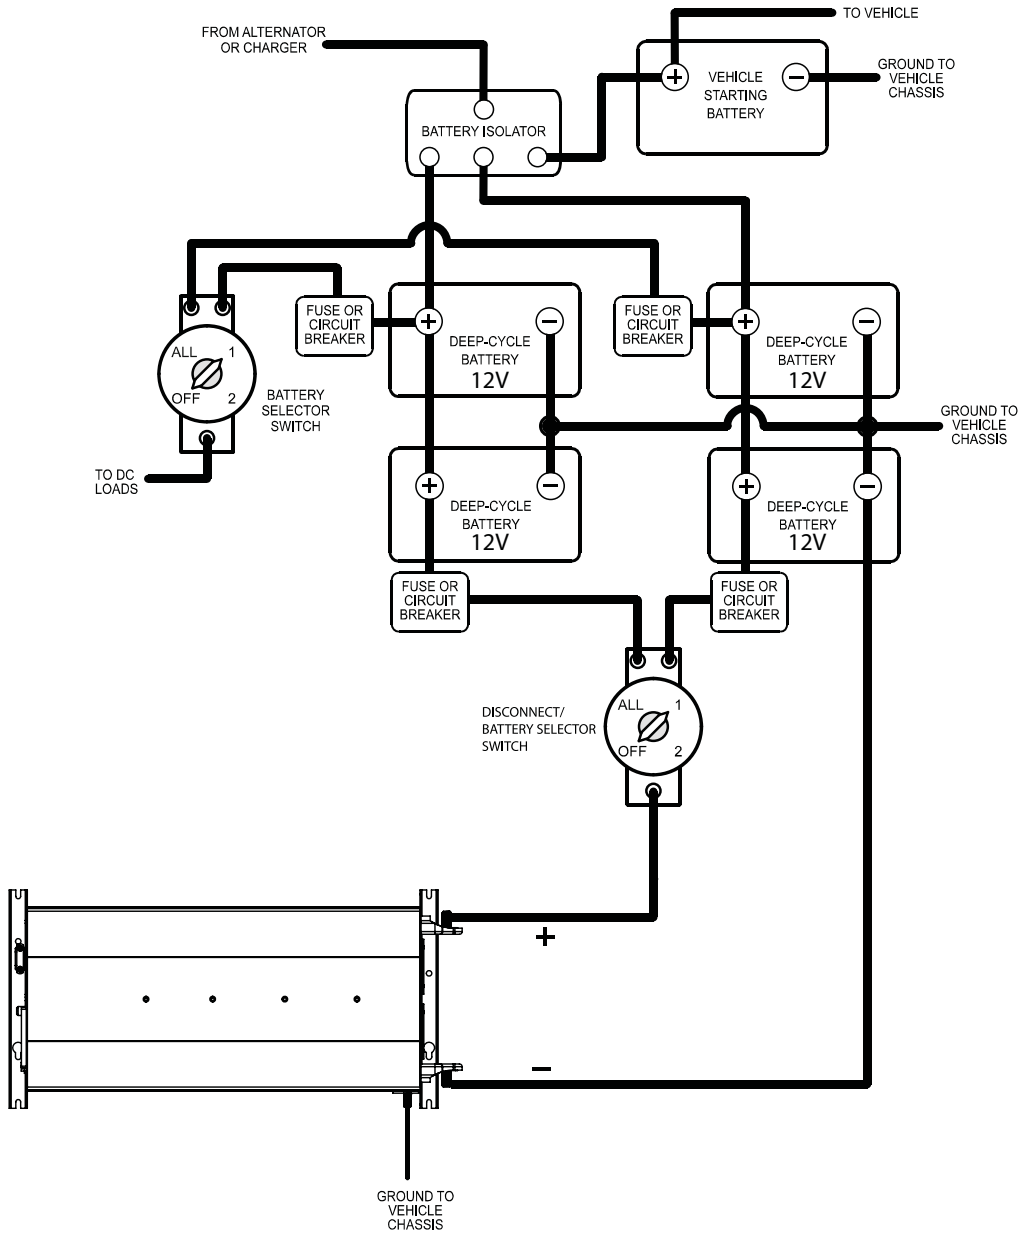 TO VEHICLE
FROM ALTERNATOR
OR CHARGER
GROUND TO
VEHICLE
CHASSIS
+
VEHICLE
STARTING
BATTERY
−
BATTERY ISOLATOR
FUSE OR
CIRCUIT
BREAKER
+
−
DEEP-CYCLE
BATTERY
12V
FUSE OR
CIRCUIT
BREAKER
+
−
DEEP-CYCLE
BATTERY
12V
ALL 1
OFF 2
BATTERY
SELECTOR
SWITCH
GROUND TO
VEHICLE
CHASSIS
TO DC
LOADS
+
−
DEEP-CYCLE
BATTERY
12V
+
−
DEEP-CYCLE
BATTERY
12V
FUSE OR
CIRCUIT
BREAKER
FUSE OR
CIRCUIT
BREAKER
DISCONNECT/
BATTERY SELECTOR
SWITCH
ALL 1
OFF 2
+
−
GROUND TO
VEHICLE
CHASSIS